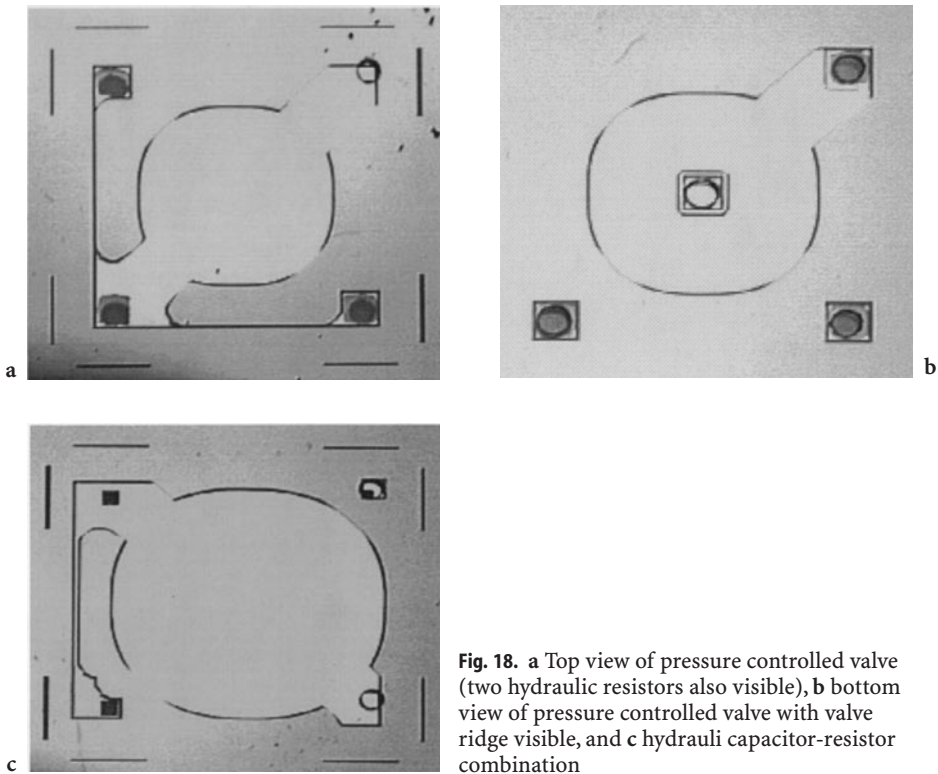 a
b
c
Fig. 18. a Top view of pressure controlled valve
(two hydraulic resistors also visible), b bottom
view of pressure controlled valve with valve
ridge visible, and c hydrauli capacitor-resistor
combination